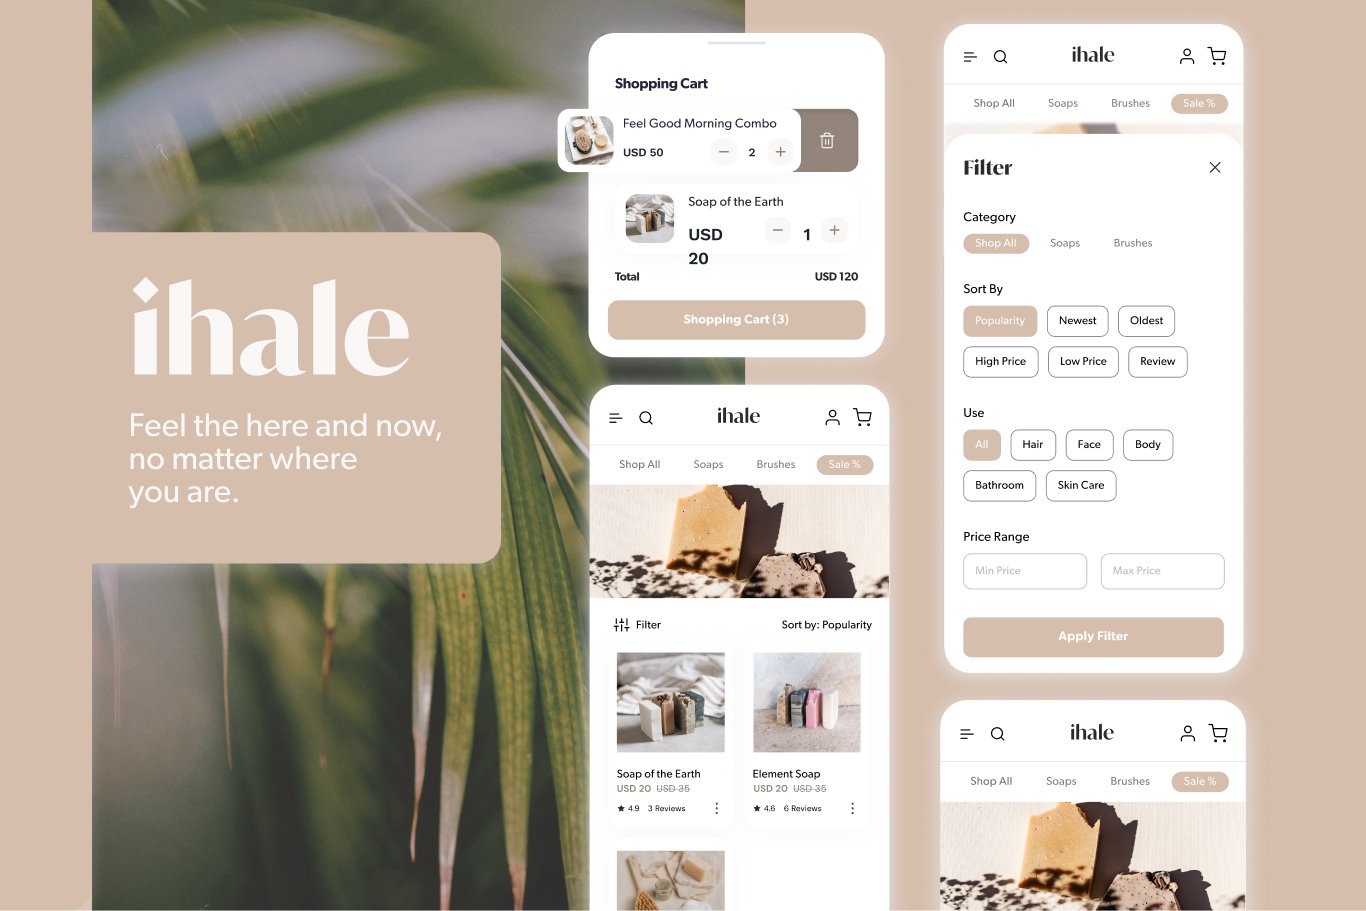 ihale
Feel the here and now,
no matter where
you are.
Shopping Cart
Feel Good Morning Combo
USD 50
2
Soap of the Earth
USD
20
1
Total
USD 120
Shopping Cart (3)
ihale
Shop All
Soaps
Brushes
Sale %
Filter
Sort by: Popularity
Soap of the Earth
USD 20 USD 35
4.9 3 Reviews
Element Soap
USD 20 USD 35
4.6 6 Reviews
ihale
Shop All
Soaps
Brushes
Sale %
Filter
Category
Shop All
Soaps
Brushes
Sort By
Popularity
Newest
Oldest
High Price
Low Price
Review
Use
All
Hair
Face
Body
Bathroom
Skin Care
Price Range
Min Price
Max Price
Apply Filter
ihale
Shop All
Soaps
Brushes
Sale %